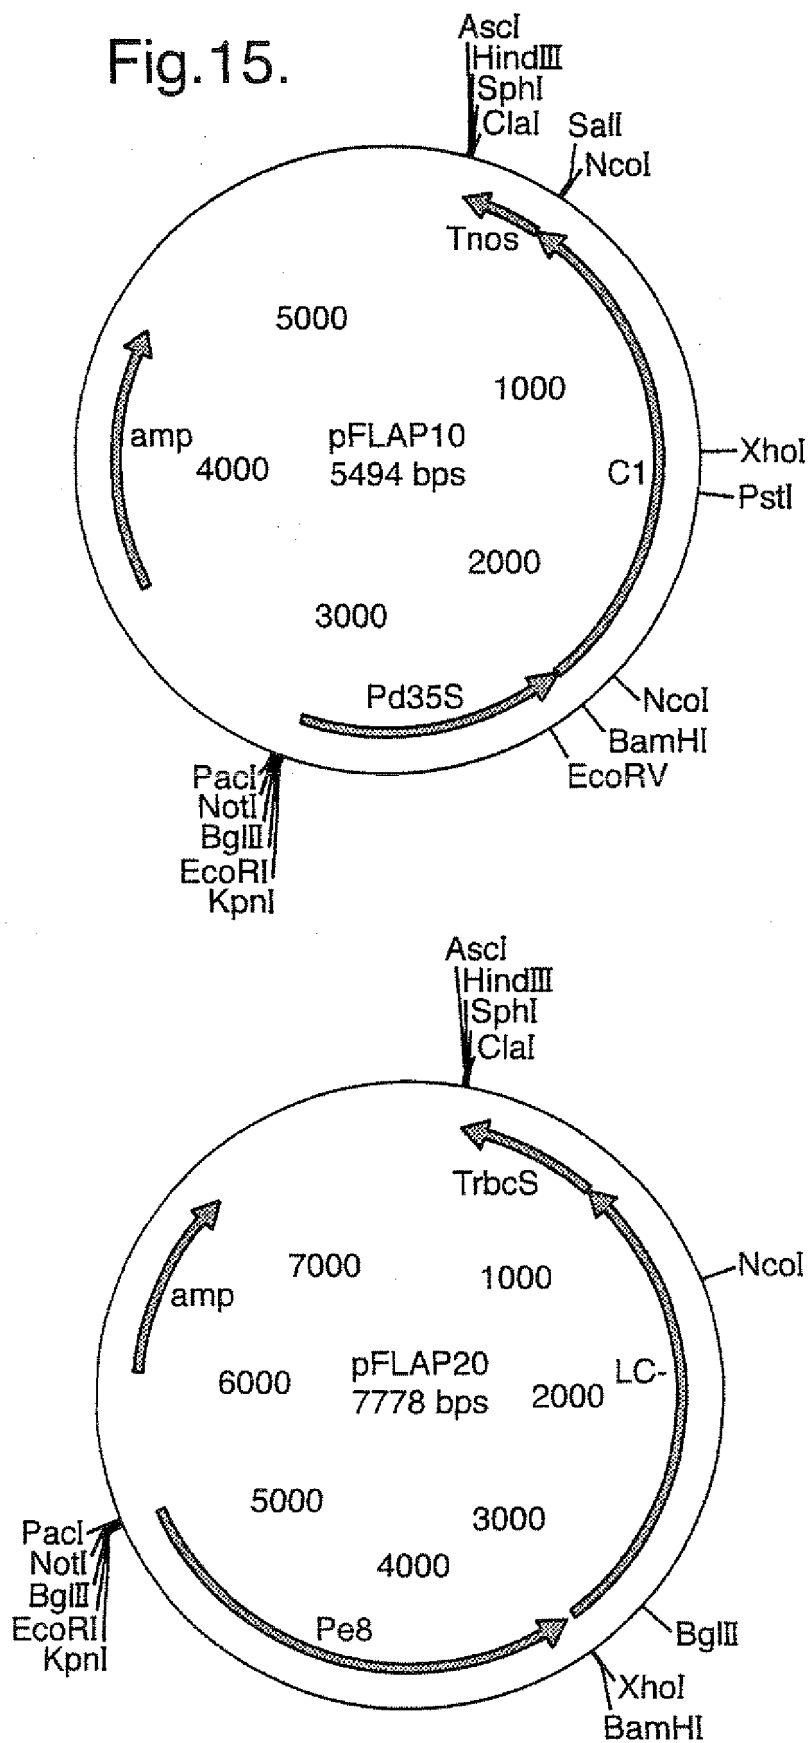 Fig.15.
AscI
HindIII
SphI
ClaI
SalI
NcoI
Tnos
5000
1000
amp
pFLAP10
5494 bps
4000
C1
XhoI
PstI
2000
3000
Pd35S
NcoI
BamHI
EcoRV
PacI
NotI
BglII
EcoRI
KpnI
AscI
HindIII
SphI
ClaI
TrbcS
7000
1000
NcoI
amp
pFLAP20
7778 bps
6000
2000
LC-
5000
3000
4000
PacI
NotI
BglII
EcoRI
KpnI
Pe8
BglII
XhoI
BamHI